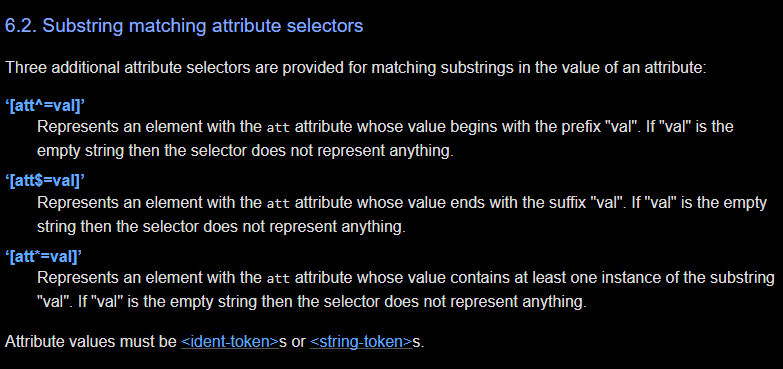 6.2. Substring matching attribute selectors
Three additional attribute selectors are provided for matching substrings in the value of an attribute:
‘[att^=val]’
Represents an element with the att attribute whose value begins with the prefix "val". If "val" is the
empty string then the selector does not represent anything.
‘[att$=val]’
Represents an element with the att attribute whose value ends with the suffix "val". If "val" is the empty
string then the selector does not represent anything.
‘[att*=val]’
Represents an element with the att attribute whose value contains at least one instance of the substring
"val". If "val" is the empty string then the selector does not represent anything.
Attribute values must be <ident-token>s or <string-token>s.